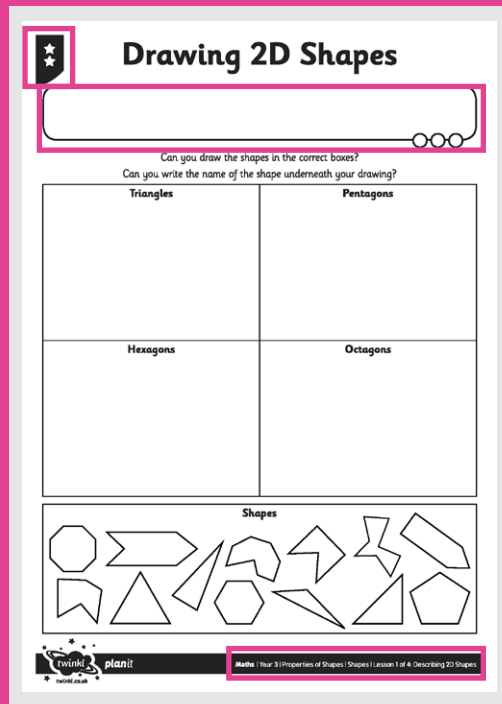 Drawing 2D Shapes
Can you draw the shapes in the correct boxes?
Can you write the name of the shape underneath your drawing?
Triangles
Pentagons
Hexagons
Octagons
Shapes
twinkl planit
twinkl.co.uk
Maths | Year 3 | Properties of Shapes | Shapes | Lesson 1 of 4: Describing 2D Shapes